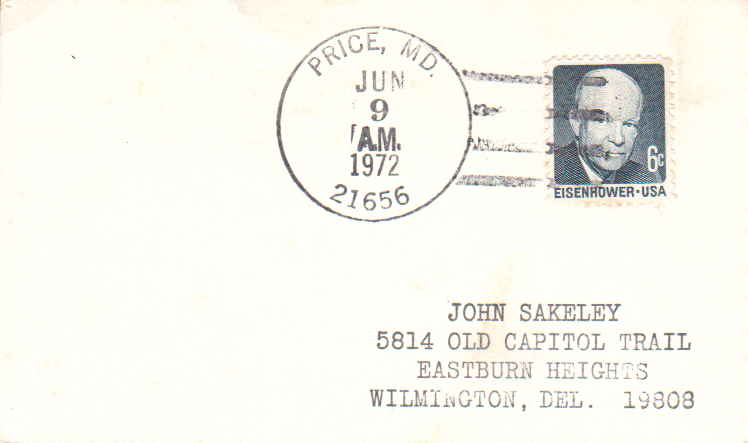 PRICE, MD.
JUN
9
A.M.
1972
21656
6c
EISENHOWER·USA
JOHN SAKELEY
5814 OLD CAPITOL TRAIL
EASTBURN HEIGHTS
WILMINGTON, DEL. 19808